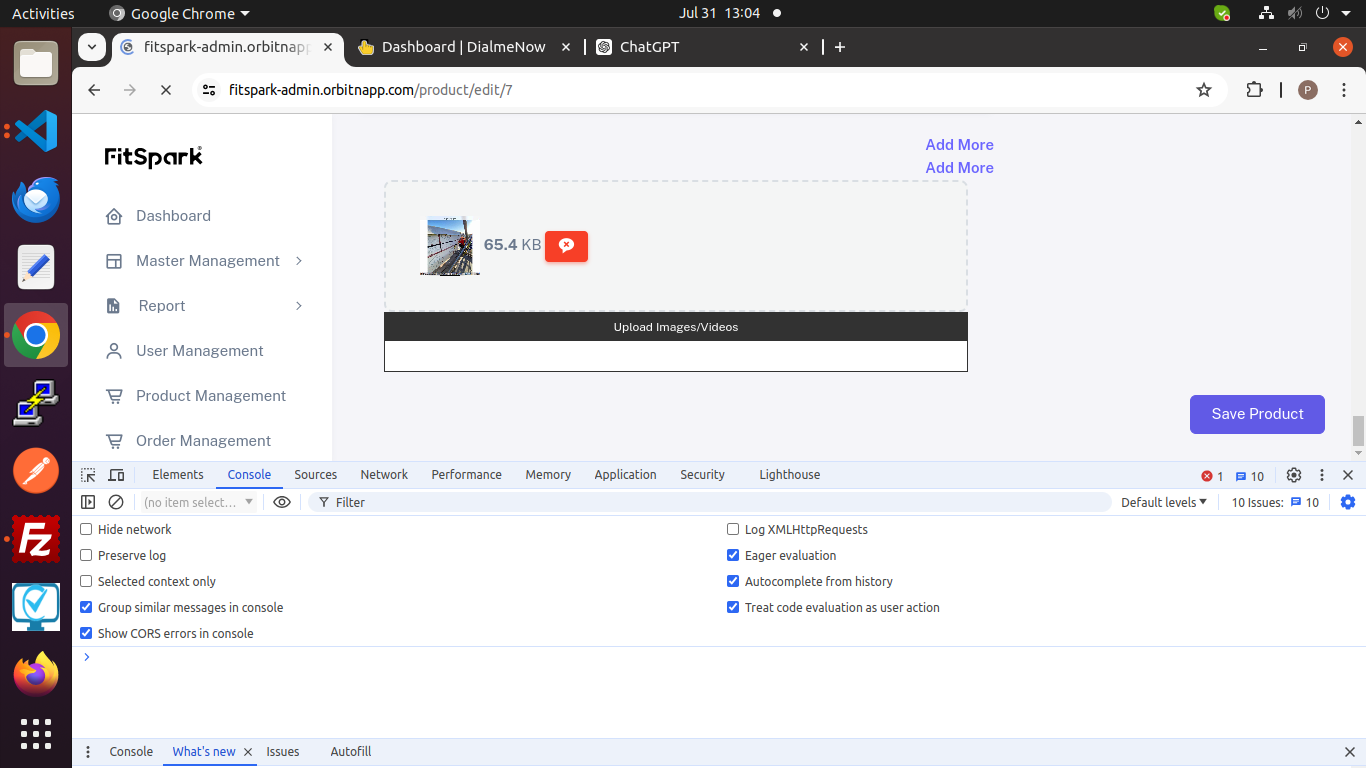 Activities
Google Chrome
Jul 31 13:04
fitspark-admin.orbitnapp
Dashboard | DialmeNow
ChatGPT
fitspark-admin.orbitnapp.com/product/edit/7
P
FitSpark
Dashboard
Master Management
Report
User Management
Product Management
Order Management
Add More
Add More
65.4 KB
Upload Images/Videos
Save Product
Elements Console Sources Network Performance Memory Application Security Lighthouse
1 10
(no item select...
Filter
Default levels
10 Issues: 10
Hide network
Log XMLHttpRequests
Preserve log
Eager evaluation
Selected context only
Autocomplete from history
Group similar messages in console
Treat code evaluation as user action
Show CORS errors in console
Console What's new Issues Autofill